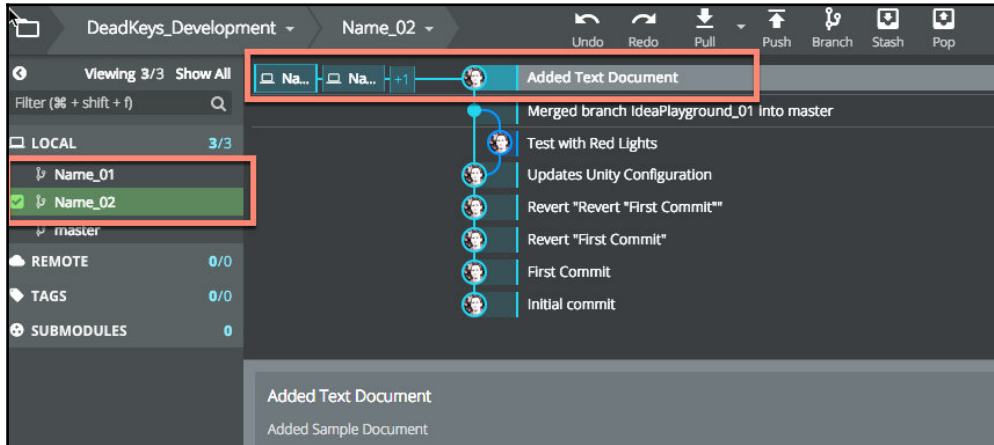 DeadKeys_Development
Name_02
Undo
Redo
Pull
Push
Branch
Stash
Pop
Viewing 3/3 Show All
Filter (⌘ + shift + f)
LOCAL 3/3
Name_01
Name_02
master
REMOTE 0/0
TAGS 0/0
SUBMODULES 0
Na... Na... +1 Added Text Document
Merged branch IdeaPlayground_01 into master
Test with Red Lights
Updates Unity Configuration
Revert "Revert "First Commit""
Revert "First Commit"
First Commit
Initial commit
Added Text Document
Added Sample Document